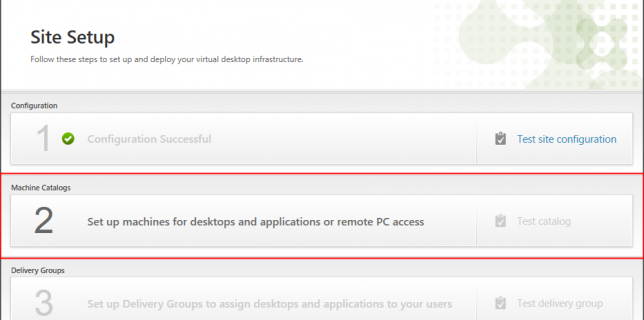 Site Setup
Follow these steps to set up and deploy your virtual desktop infrastructure.
Configuration
1 Configuration Successful Test site configuration
Machine Catalogs
2 Set up machines for desktops and applications or remote PC access Test catalog
Delivery Groups
3 Set up Delivery Groups to assign desktops and applications to your users Test delivery group